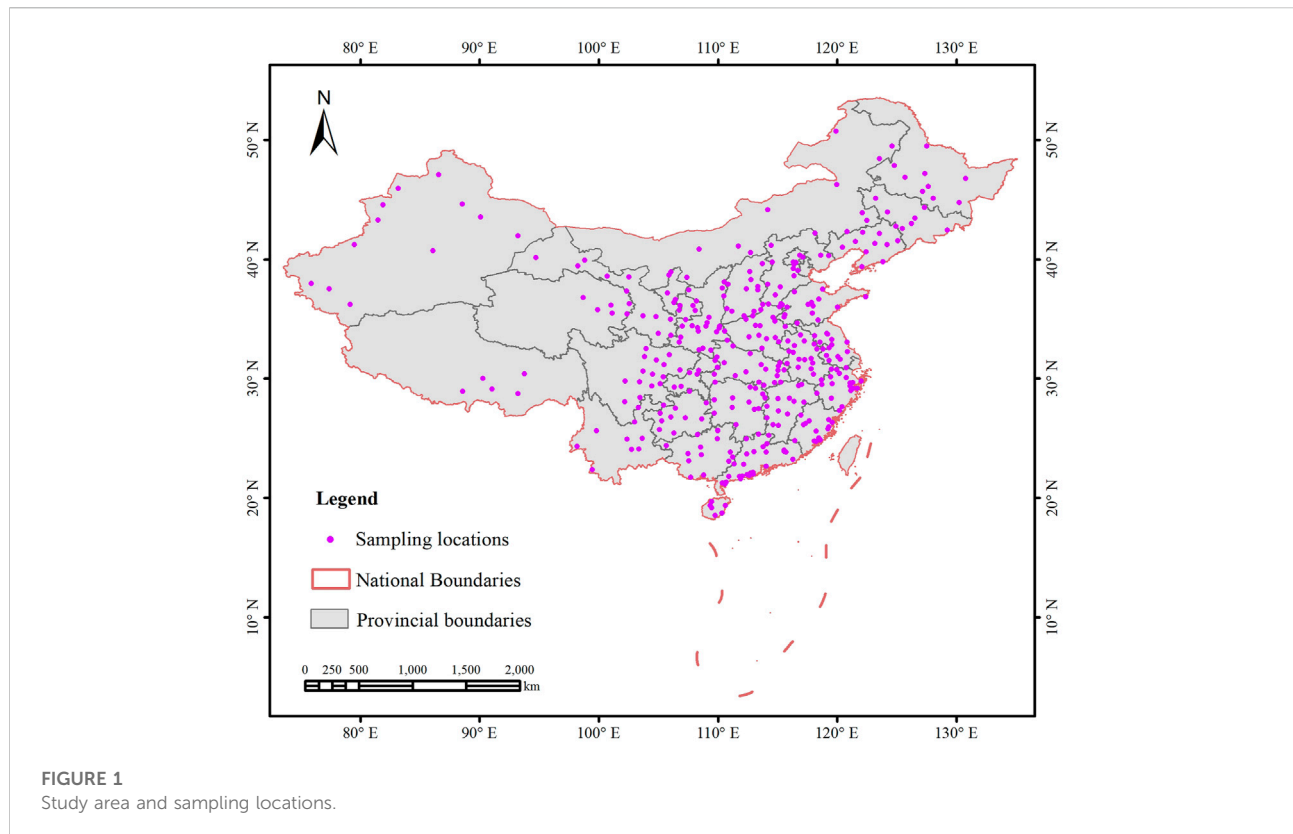 80° E 90° E 100° E 110° E 120° E 130° E
N
50° N 50° N
40° N 40° N
30° N 30° N
20° N 20° N
10° N 10° N
Legend
Sampling locations
National Boundaries
Provincial boundaries
0 250 500 1,000 1,500 2,000
km
80° E 90° E 100° E 110° E 120° E 130° E
FIGURE 1
Study area and sampling locations.